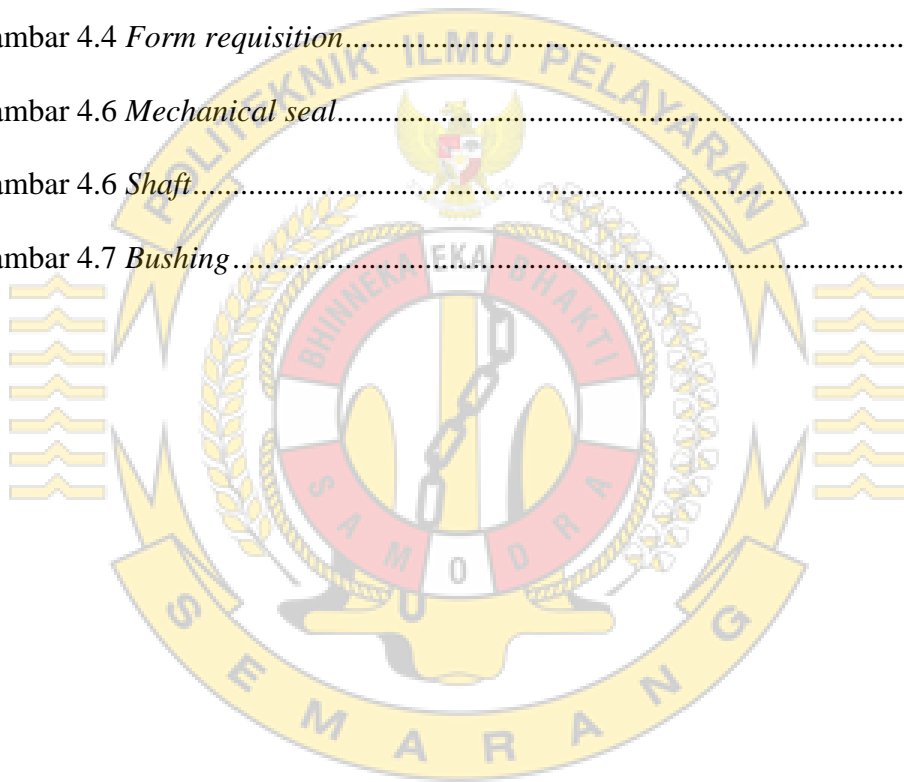 ambar 4.4 Form requisition
ambar 4.6 Mechanical seal
ambar 4.6 Shaft
ambar 4.7 Bushing
POLITEKNIK ILMU PELAYARAN
BHINNEKA EKA BHAKTI
SAMODRA
SEMARANG